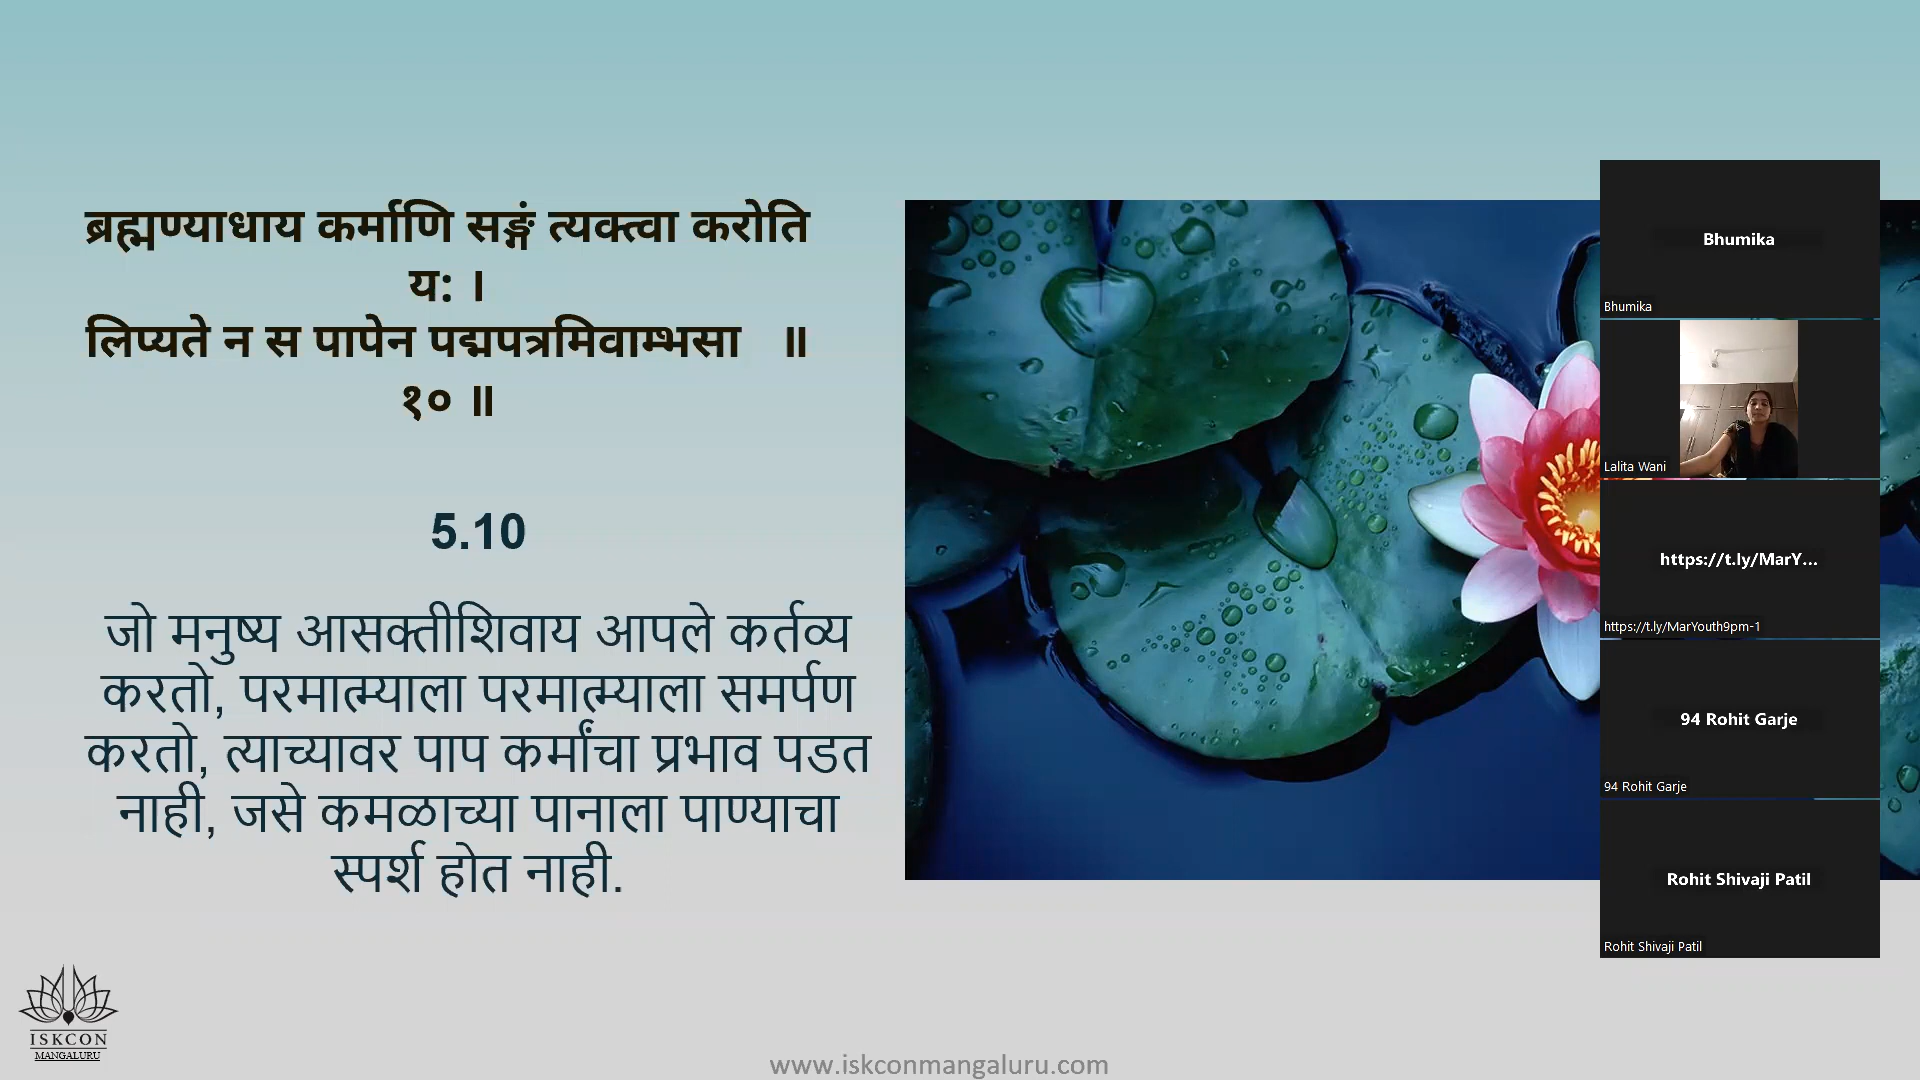 ब्रह्मण्याधाय कर्माणि सङ्गं त्यक्त्वा करोति
य: ।
लिप्यते न स पापेन पद्मपत्रमिवाम्भसा ॥
१० ॥
5.10
जो मनुष्य आसक्तीशिवाय आपले कर्तव्य
करतो, परमात्म्याला परमात्म्याला समर्पण
करतो, त्याच्यावर पाप कर्मांचा प्रभाव पडत
नाही, जसे कमळाच्या पानाला पाण्याचा
स्पर्श होत नाही.
Bhumika
Bhumika
Lalita Wani
https://t.ly/MarY...
https://t.ly/MarYouth9pm-1
94 Rohit Garje
94 Rohit Garje
Rohit Shivaji Patil
Rohit Shivaji Patil
ISKCON
MANGALURU
www.iskconmangaluru.com